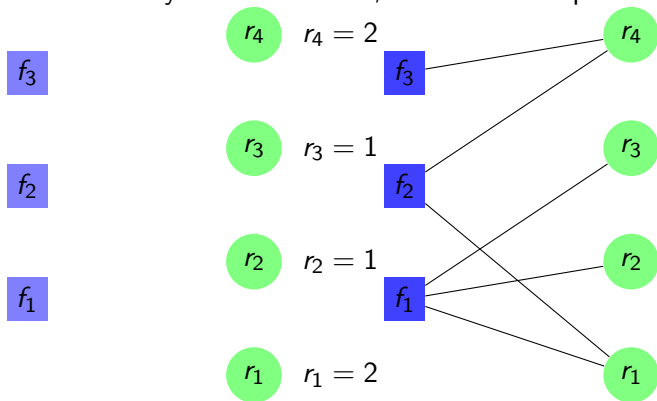 r4 r4 = 2 r4
f3 f3
r3 r3 = 1 r3
f2 f2
r2 r2 = 1 r2
f1 f1
r1 r1 = 2 r1